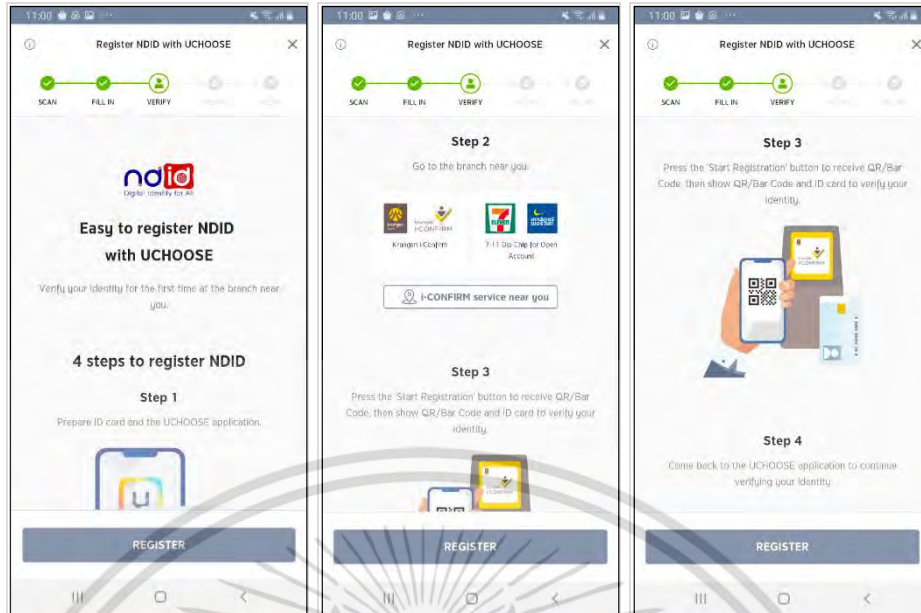 11:00
Register NDID with UCHOOSE
SCAN
FILL IN
VERIFY
ndid
Digital Identity for All
Easy to register NDID
with UCHOOSE
Verify your identity for the first time at the branch near
you.
4 steps to register NDID
Step 1
Prepare ID card and the UCHOOSE application.
u
REGISTER
11:00
Register NDID with UCHOOSE
SCAN
FILL IN
VERIFY
Step 2
Go to the branch near you.
i-CONFIRM
7
ELEVEN
Krungsri i-Confirm
7-11 Dip Chip for Open
Account
i-CONFIRM service near you
Step 3
Press the 'Start Registration' button to receive QR/Bar
Code, then show QR/Bar Code and ID card to verify your
identity.
i-CONFIRM
REGISTER
11:00
Register NDID with UCHOOSE
SCAN
FILL IN
VERIFY
Step 3
Press the 'Start Registration' button to receive QR/Bar
Code, then show QR/Bar Code and ID card to verify your
identity.
i-CONFIRM
Step 4
Come back to the UCHOOSE application to continue
verifying your identity
REGISTER